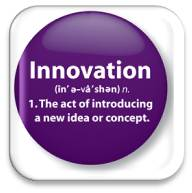 Innovation
(in'ə-vā'shən) n.
1. The act of introducing
a new idea or concept.